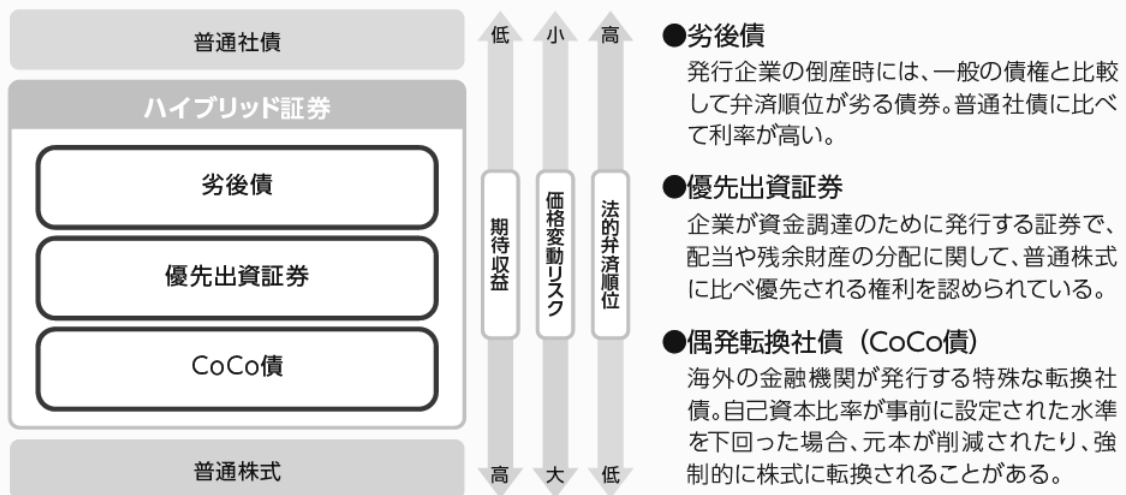 普通社債
ハイブリッド証券
劣後債
優先出資証券
CoCo債
普通株式
低
期待収益
高
小
価格変動リスク
大
高
法的弁済順位
低
●劣後債
発行企業の倒産時には、一般の債権と比較
して弁済順位が劣る債券。普通社債に比べ
て利率が高い。
●優先出資証券
企業が資金調達のために発行する証券で、
配当や残余財産の分配に関して、普通株式
に比べ優先される権利を認められている。
●偶発転換社債（CoCo債）
海外の金融機関が発行する特殊な転換社
債。自己資本比率が事前に設定された水準
を下回った場合、元本が削減されたり、強
制的に株式に転換されることがある。